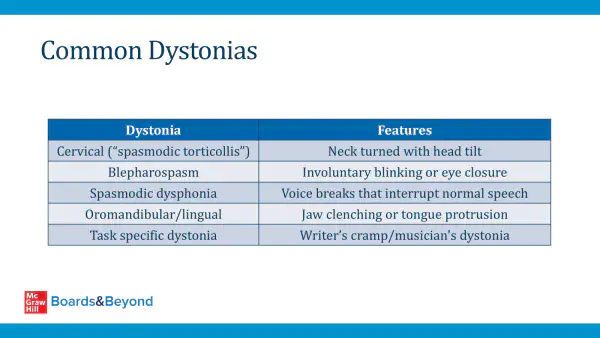 Common Dystonias
Dystonia Features
Cervical (“spasmodic torticollis”) Neck turned with head tilt
Blepharospasm Involuntary blinking or eye closure
Spasmodic dysphonia Voice breaks that interrupt normal speech
Oromandibular/lingual Jaw clenching or tongue protrusion
Task specific dystonia Writer’s cramp/musician's dystonia
Mc
Graw
Hill
Boards&Beyond